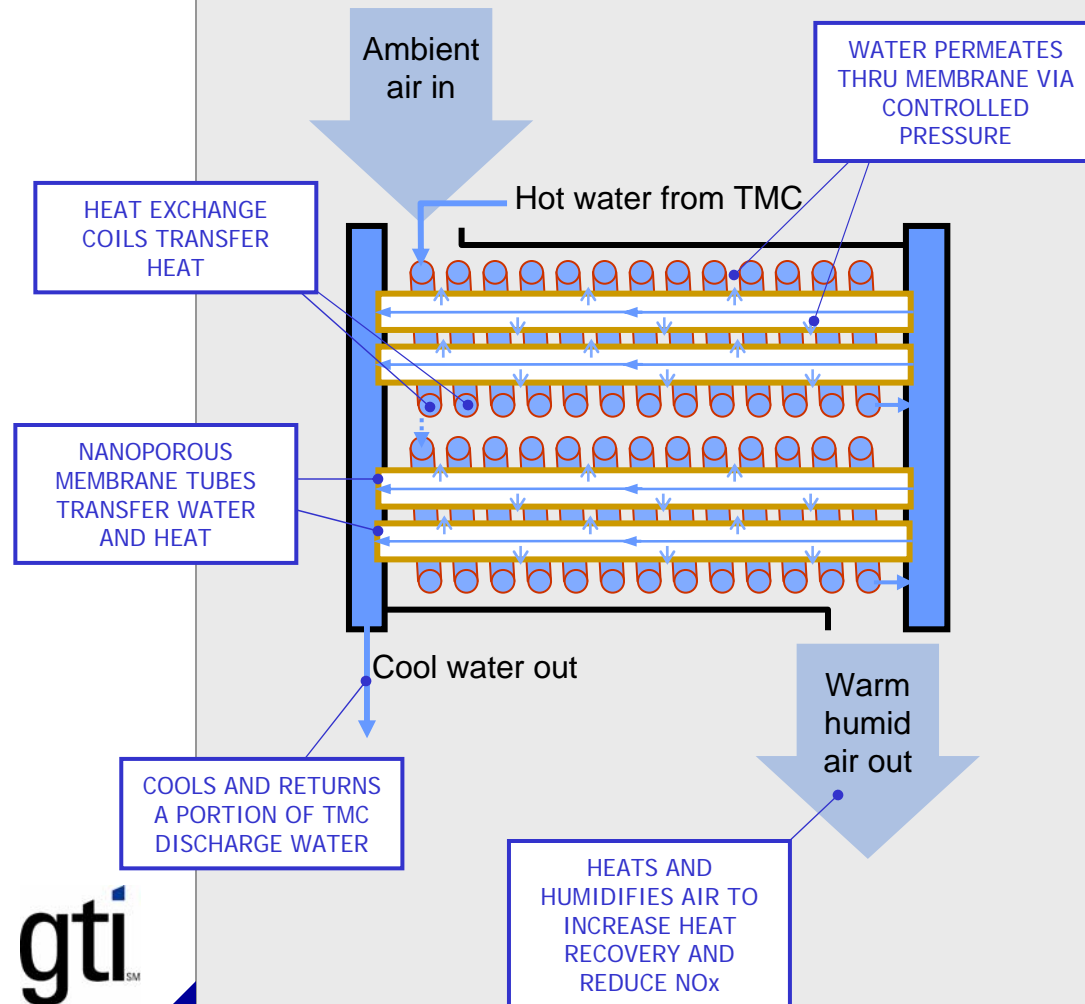 Ambient
air in
WATER PERMEATES
THRU MEMBRANE VIA
CONTROLLED
PRESSURE
Hot water from TMC
HEAT EXCHANGE
COILS TRANSFER
HEAT
NANOPOROUS
MEMBRANE TUBES
TRANSFER WATER
AND HEAT
Cool water out
Warm
humid
air out
COOLS AND RETURNS
A PORTION OF TMC
DISCHARGE WATER
HEATS AND
HUMIDIFIES AIR TO
INCREASE HEAT
RECOVERY AND
REDUCE NOx
gti SM